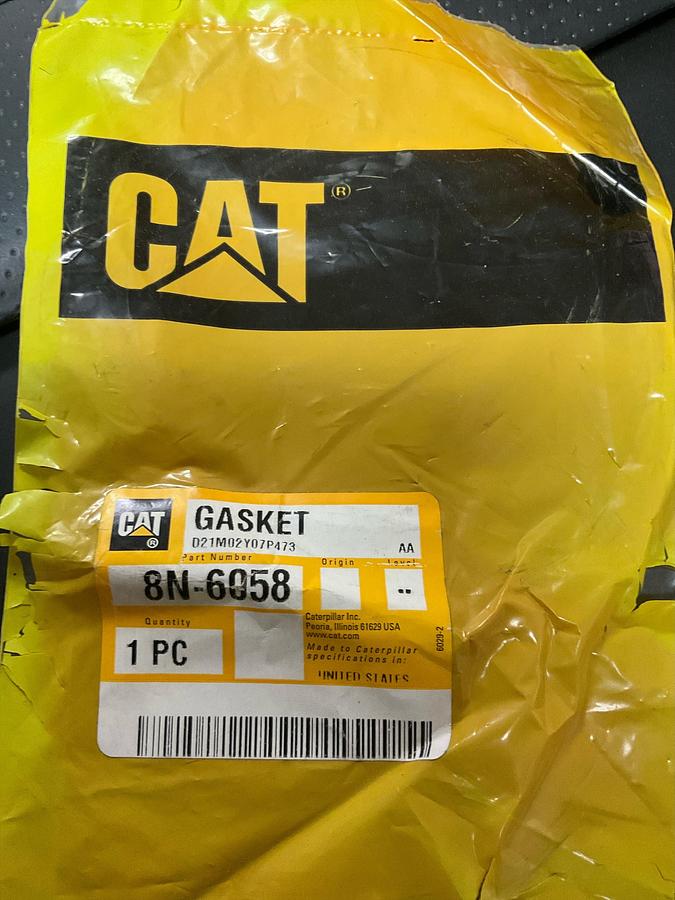 CAT®
CAT®
GASKET
D21M02Y07P473
AA
Part Number
Origin
Level
8N-6058
--
Quantity
1 PC
Caterpillar Inc.
Peoria, Illinois 61629 USA
www.cat.com
Made to Caterpillar
specifications in:
UNITED STATES
6029-2